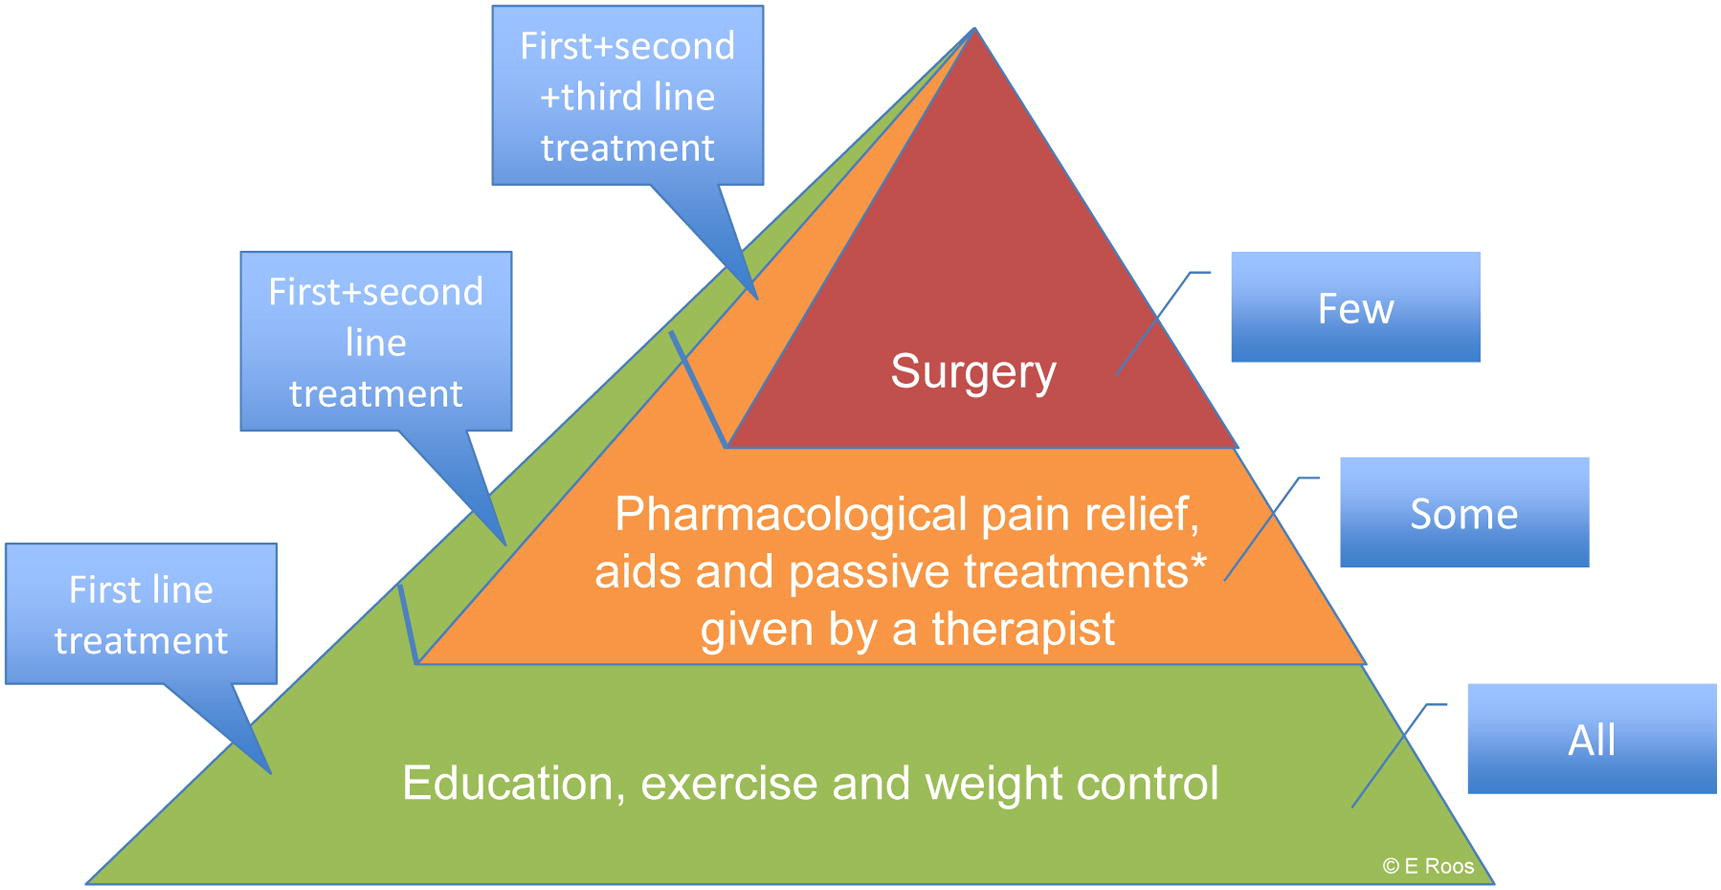 First+second
+third line
treatment
First+second
line
treatment
First line
treatment
Surgery
Pharmacological pain relief,
aids and passive treatments*
given by a therapist
Education, exercise and weight control
Few
Some
All
© E Roos